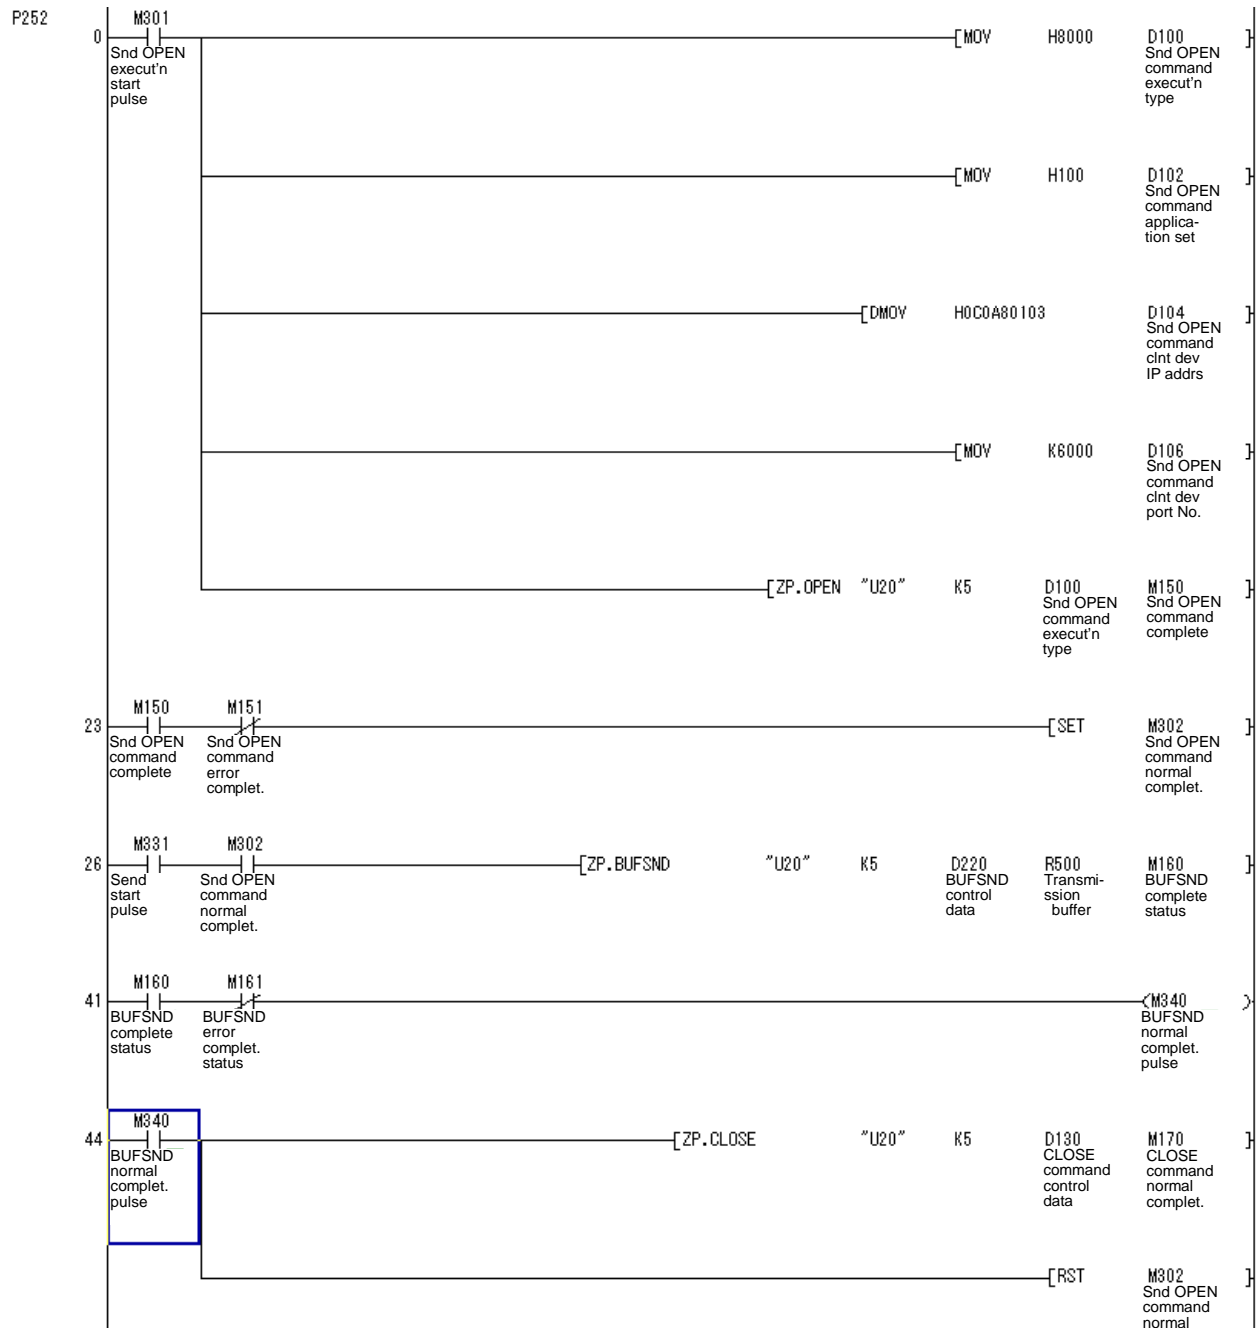 P252
M301
0
[MOV H8000 D100 ]
Snd OPEN
execut'n
start
pulse
Snd OPEN
command
execut'n
type
[MOV H100 D102 ]
Snd OPEN
command
applica-
tion set
[DMOV H0C0A80103 D104 ]
Snd OPEN
command
clnt dev
IP addrs
[MOV K6000 D106 ]
Snd OPEN
command
clnt dev
port No.
[ZP.OPEN "U20" K5 D100 M150 ]
Snd OPEN
command
execut'n
type
Snd OPEN
command
complete
M150 M151
23 [SET M302 ]
Snd OPEN
command
complete
Snd OPEN
command
error
complet.
Snd OPEN
command
normal
complet.
M331 M302
26 [ZP.BUFSND "U20" K5 D220 R500 M160 ]
Send
start
pulse
Snd OPEN
command
normal
complet.
BUFSND
control
data
Transmi-
ssion
buffer
BUFSND
complete
status
M160 M161
41 (M340 )
BUFSND
complete
status
BUFSND
error
complet.
status
BUFSND
normal
complet.
pulse
M340
44 [ZP.CLOSE "U20" K5 D130 M170 ]
BUFSND
normal
complet.
pulse
CLOSE
command
control
data
CLOSE
command
normal
complet.
[RST M302 ]
Snd OPEN
command
normal